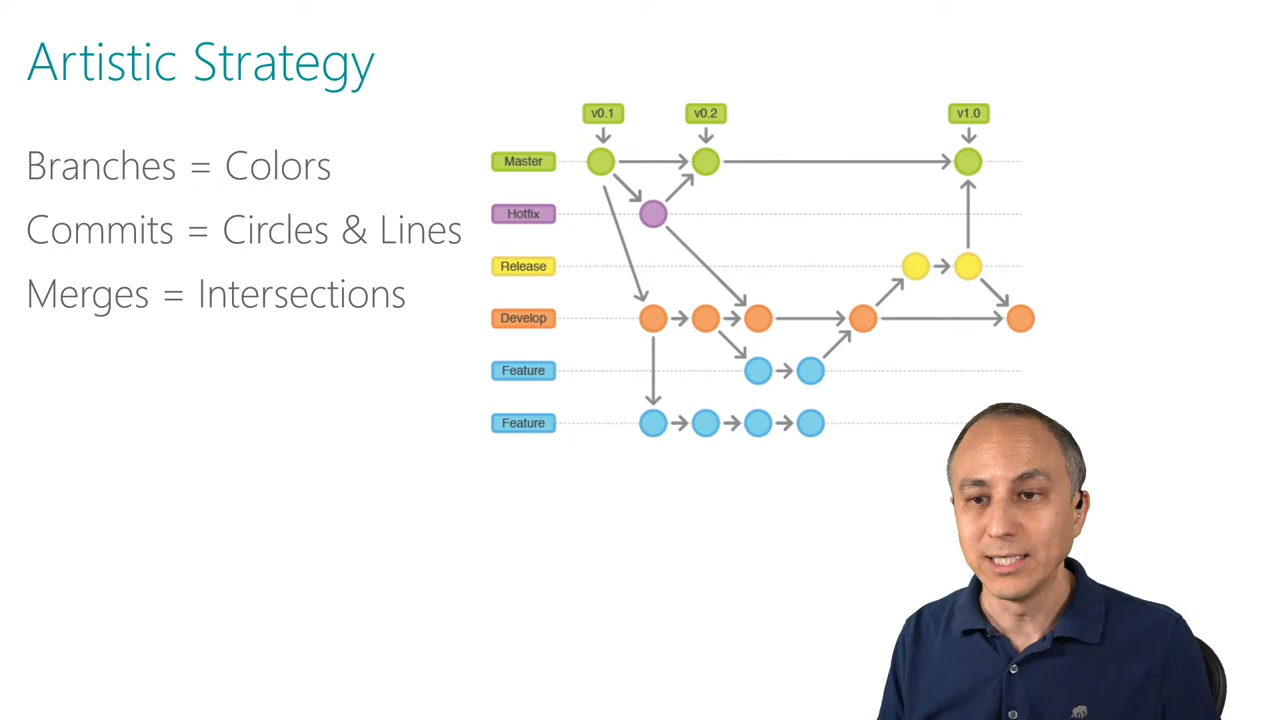 Artistic Strategy
Branches = Colors
Commits = Circles & Lines
Merges = Intersections
v0.1 v0.2 v1.0
Master
Hotfix
Release
Develop
Feature
Feature